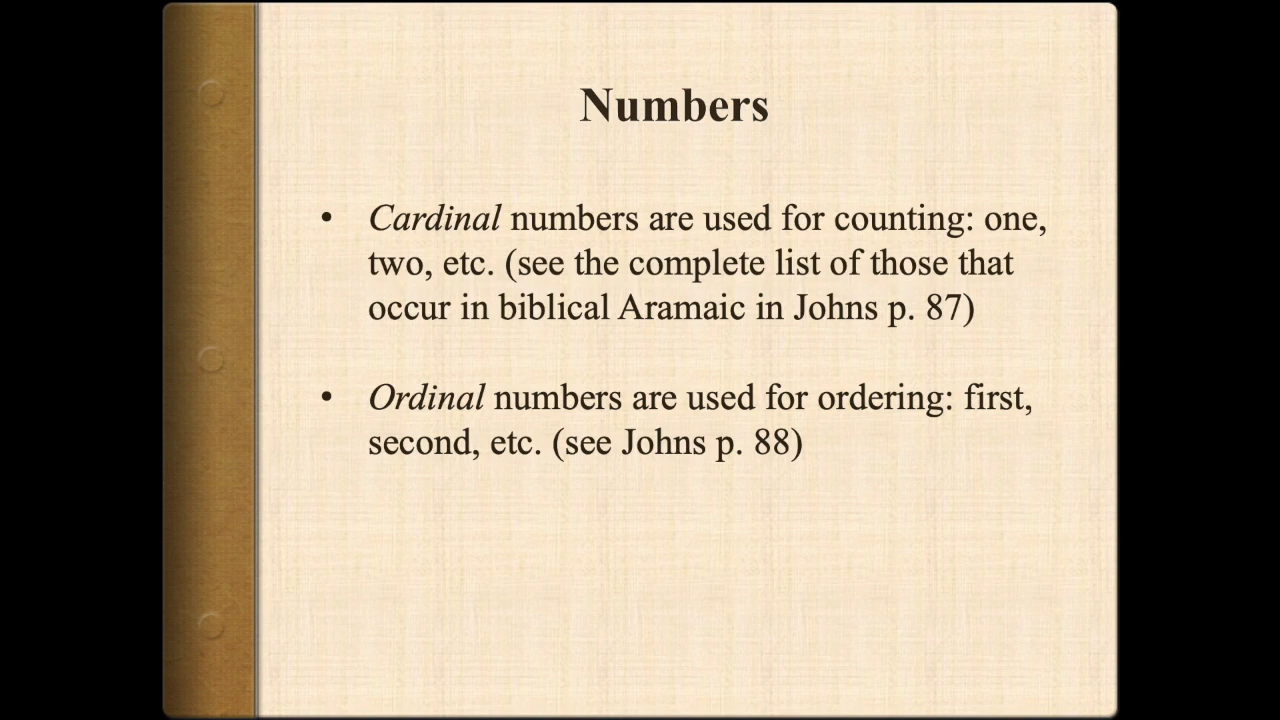 Numbers
• Cardinal numbers are used for counting: one,
two, etc. (see the complete list of those that
occur in biblical Aramaic in Johns p. 87)
• Ordinal numbers are used for ordering: first,
second, etc. (see Johns p. 88)